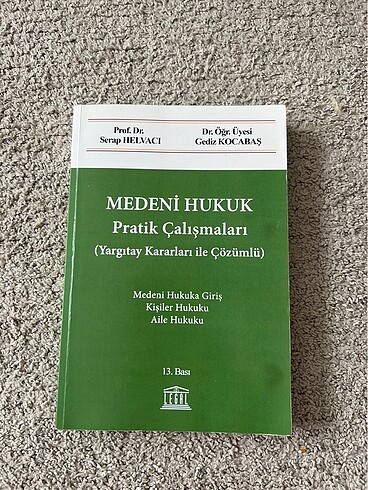 Prof. Dr.
Serap HELVACI
Dr. Öğr. Üyesi
Gediz KOCABAŞ
MEDENİ HUKUK
Pratik Çalışmaları
(Yargıtay Kararları ile Çözümlü)
Medeni Hukuka Giriş
Kişiler Hukuku
Aile Hukuku
13. Bası
LEGAL